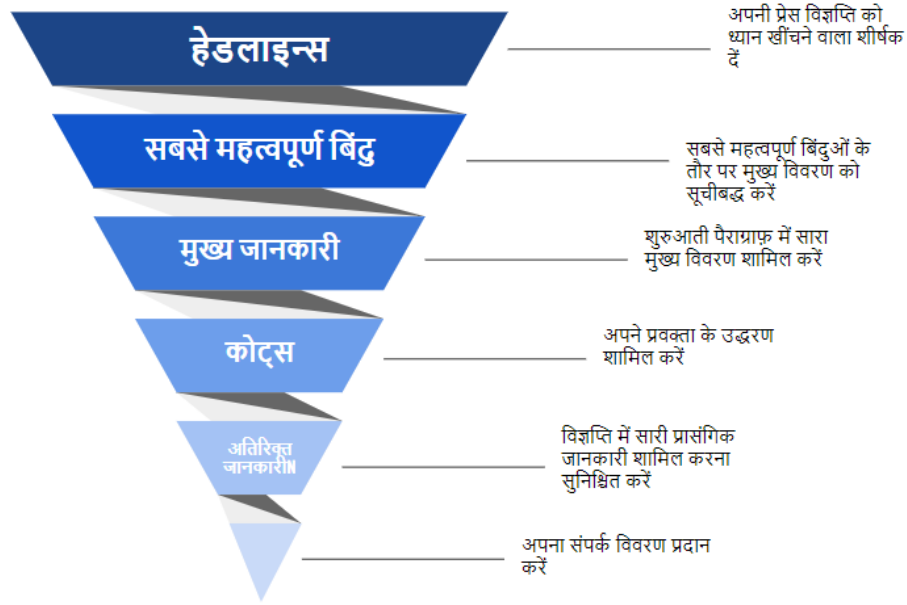 हेडलाइन्स
अपनी प्रेस विज्ञप्ति को
ध्यान खींचने वाला शीर्षक
दें
सबसे महत्वपूर्ण बिंदु
सबसे महत्वपूर्ण बिंदुओं के
तौर पर मुख्य विवरण को
सूचीबद्ध करें
मुख्य जानकारी
शुरुआती पैराग्राफ़ में सारा
मुख्य विवरण शामिल करें
कोट्स
अपने प्रवक्ता के उद्धरण
शामिल करें
अतिरिक्त
जानकारीN
विज्ञप्ति में सारी प्रासंगिक
जानकारी शामिल करना
सुनिश्चित करें
अपना संपर्क विवरण प्रदान
करें